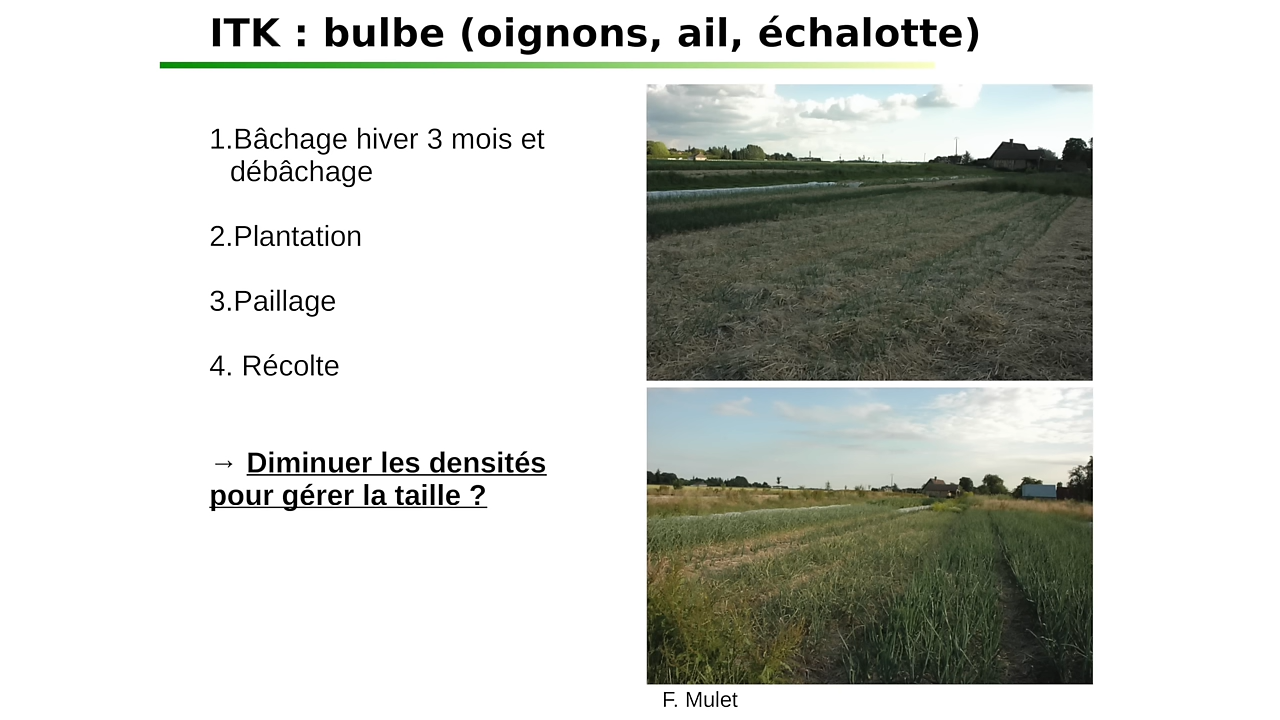 ITK : bulbe (oignons, ail, échalotte)
1.Bâchage hiver 3 mois et
débâchage
2.Plantation
3.Paillage
4. Récolte
→ Diminuer les densités
pour gérer la taille ?
F. Mulet